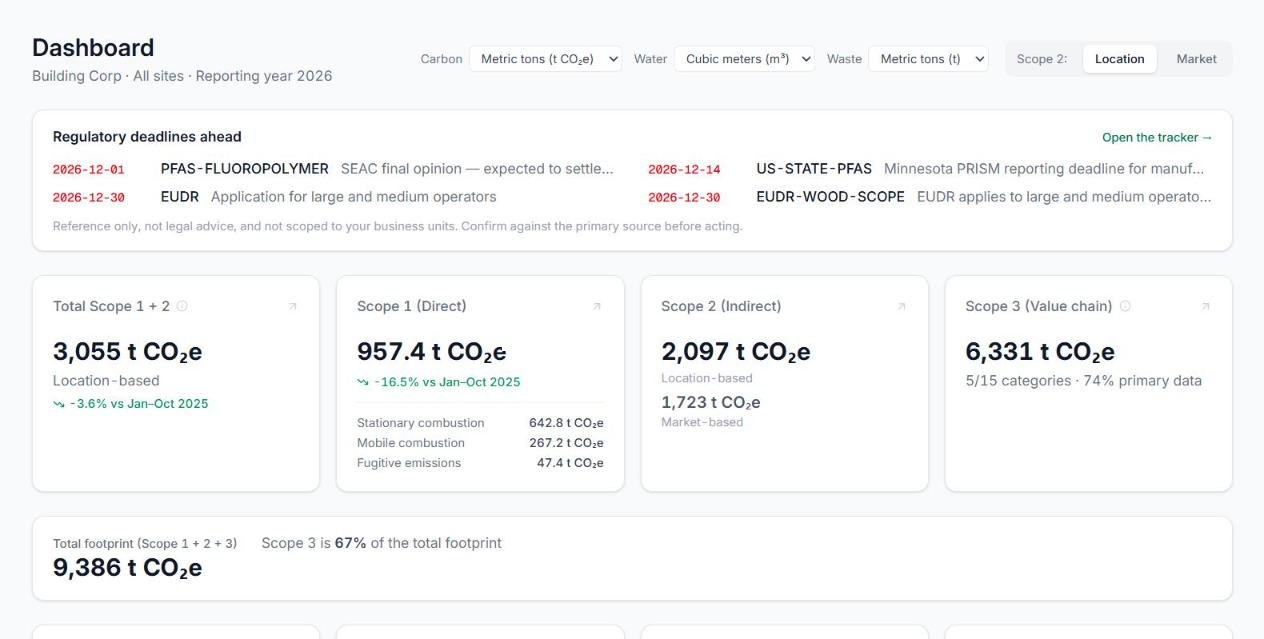 Dashboard
Building Corp · All sites · Reporting year 2026
Carbon Metric tons (t CO₂e) Water Cubic meters (m³) Waste Metric tons (t) Scope 2: Location Market
Regulatory deadlines ahead
Open the tracker →
2026-12-01 PFAS-FLUOROPOLYMER SEAC final opinion — expected to settle...
2026-12-14 US-STATE-PFAS Minnesota PRISM reporting deadline for manuf...
2026-12-30 EUDR Application for large and medium operators
2026-12-30 EUDR-WOOD-SCOPE EUDR applies to large and medium operato...
Reference only, not legal advice, and not scoped to your business units. Confirm against the primary source before acting.
Total Scope 1 + 2
3,055 t CO₂e
Location-based
-3.6% vs Jan–Oct 2025
Scope 1 (Direct)
957.4 t CO₂e
-16.5% vs Jan–Oct 2025
Stationary combustion 642.8 t CO₂e
Mobile combustion 267.2 t CO₂e
Fugitive emissions 47.4 t CO₂e
Scope 2 (Indirect)
2,097 t CO₂e
Location-based
1,723 t CO₂e
Market-based
Scope 3 (Value chain)
6,331 t CO₂e
5/15 categories · 74% primary data
Total footprint (Scope 1 + 2 + 3)
9,386 t CO₂e
Scope 3 is 67% of the total footprint